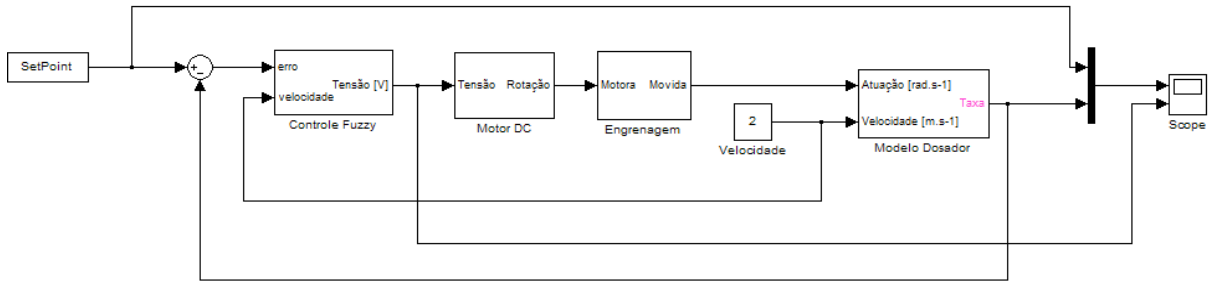 SetPoint
+
-
erro
velocidade
Tensão [V]
Controle Fuzzy
Tensão
Rotação
Motor DC
Motora
Movida
Engrenagem
2
Velocidade
Atuação [rad.s-1]
Taxa
Velocidade [m.s-1]
Modelo Dosador
Scope